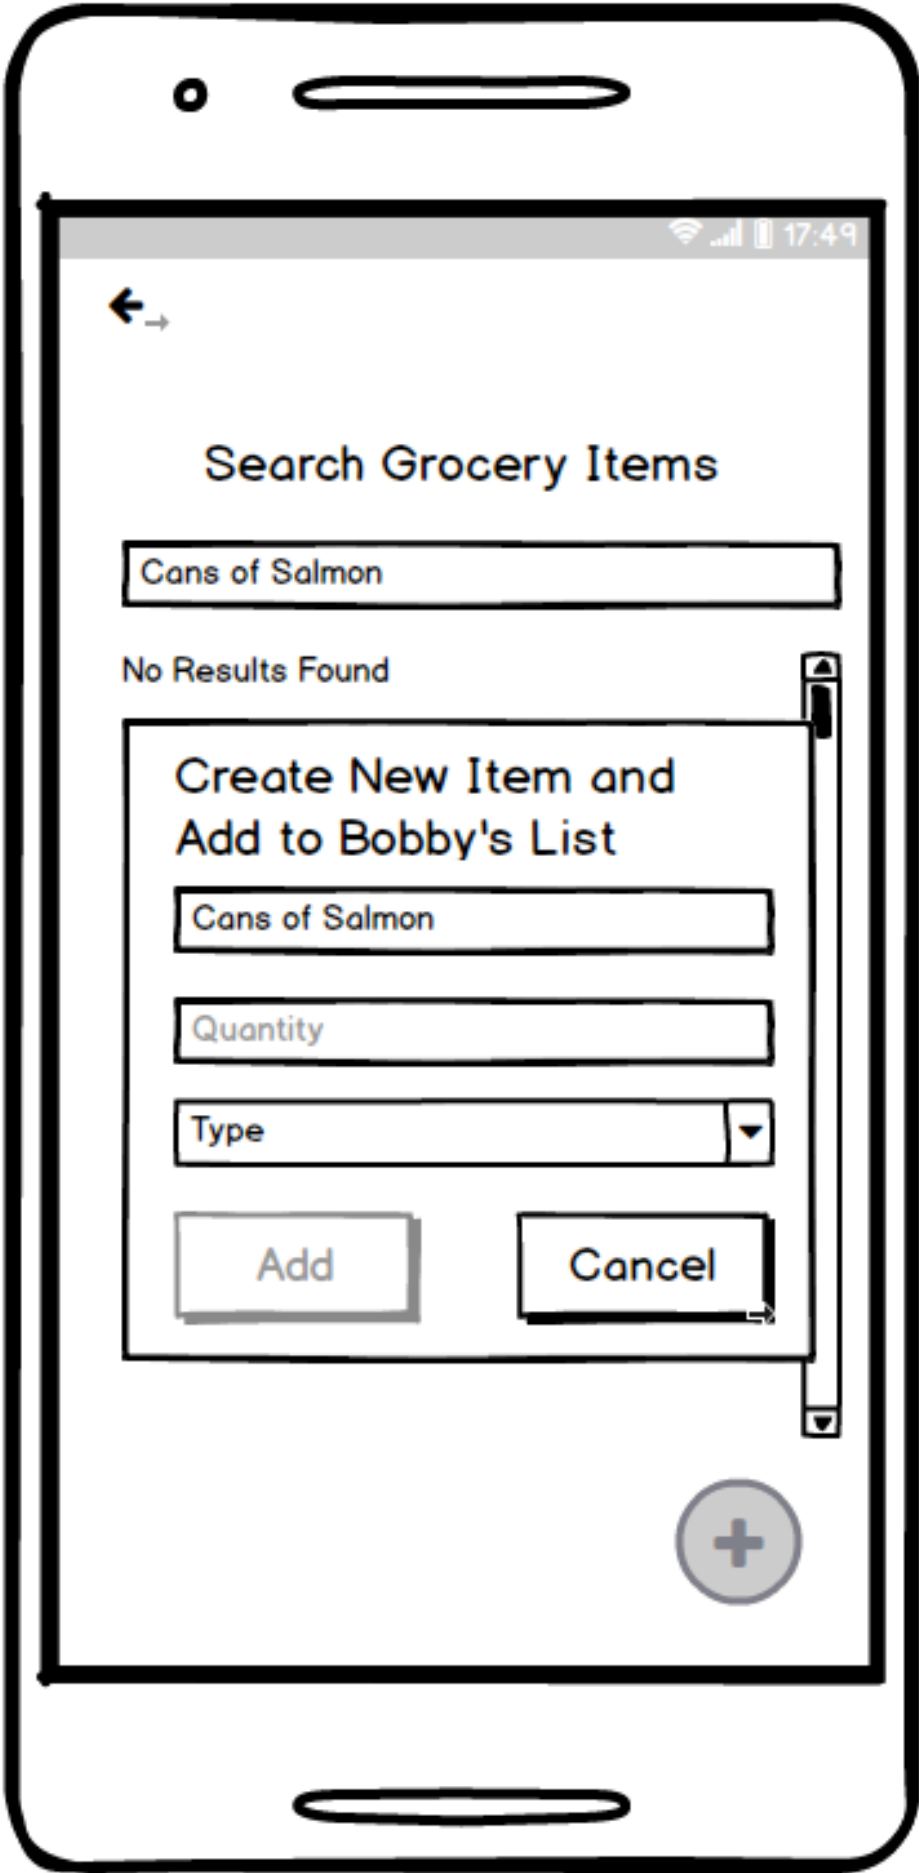 17:49
Search Grocery Items
Cans of Salmon
No Results Found
Create New Item and
Add to Bobby's List
Cans of Salmon
Quantity
Type
Add
Cancel